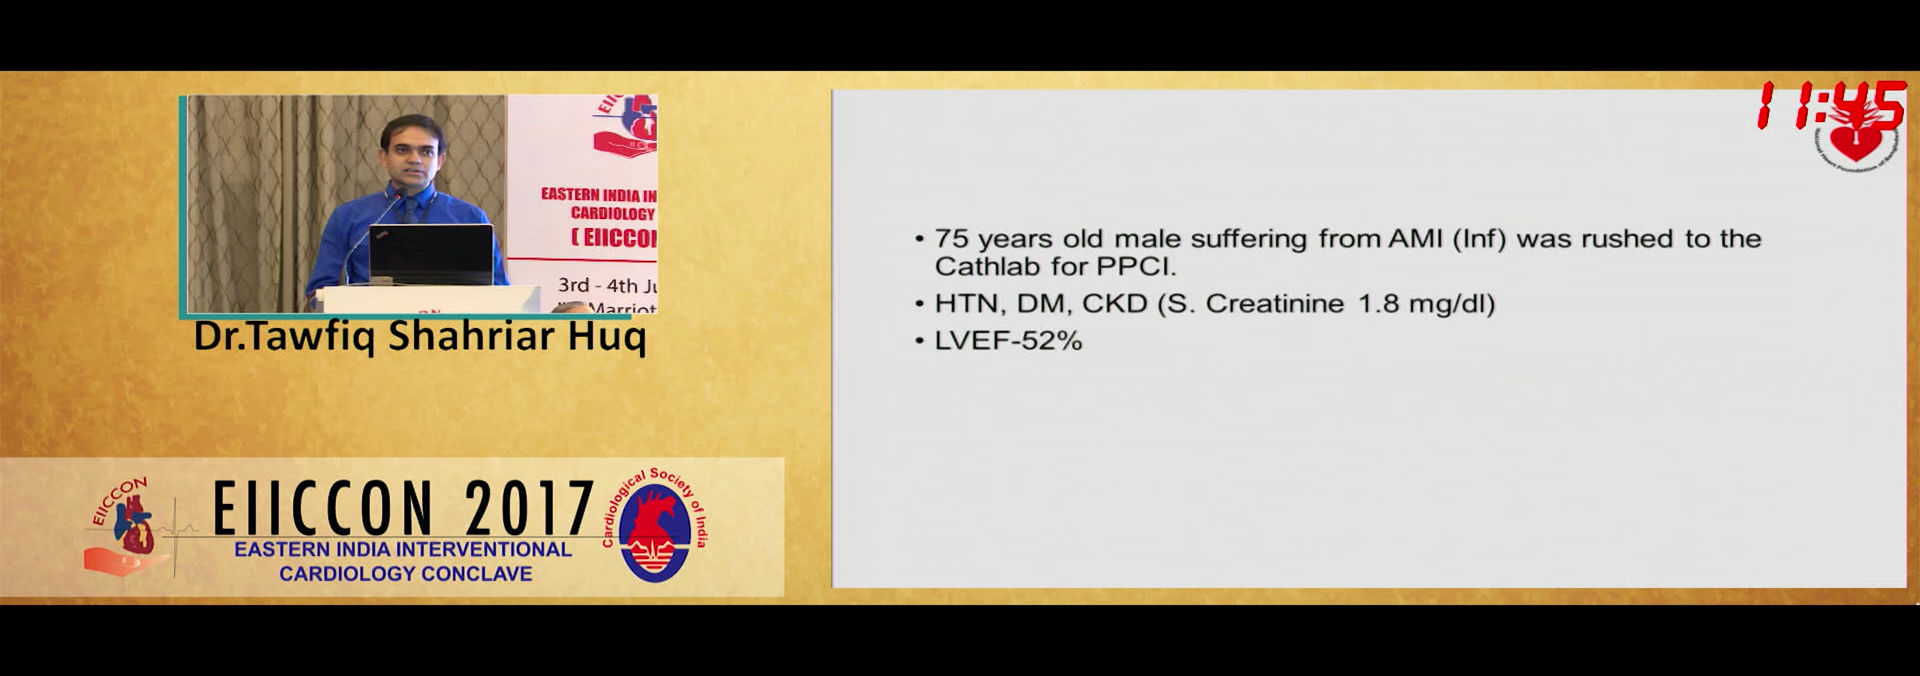 EASTERN INDIA IN
CARDIOLOGY
( EIICCO
3rd - 4th Ju
Marriot
Dr.Tawfiq Shahriar Huq
EIICCON
EIICCON 2017
EASTERN INDIA INTERVENTIONAL
CARDIOLOGY CONCLAVE
Cardiological Society of India
11:45
• 75 years old male suffering from AMI (Inf) was rushed to the
Cathlab for PPCI.
• HTN, DM, CKD (S. Creatinine 1.8 mg/dl)
• LVEF-52%